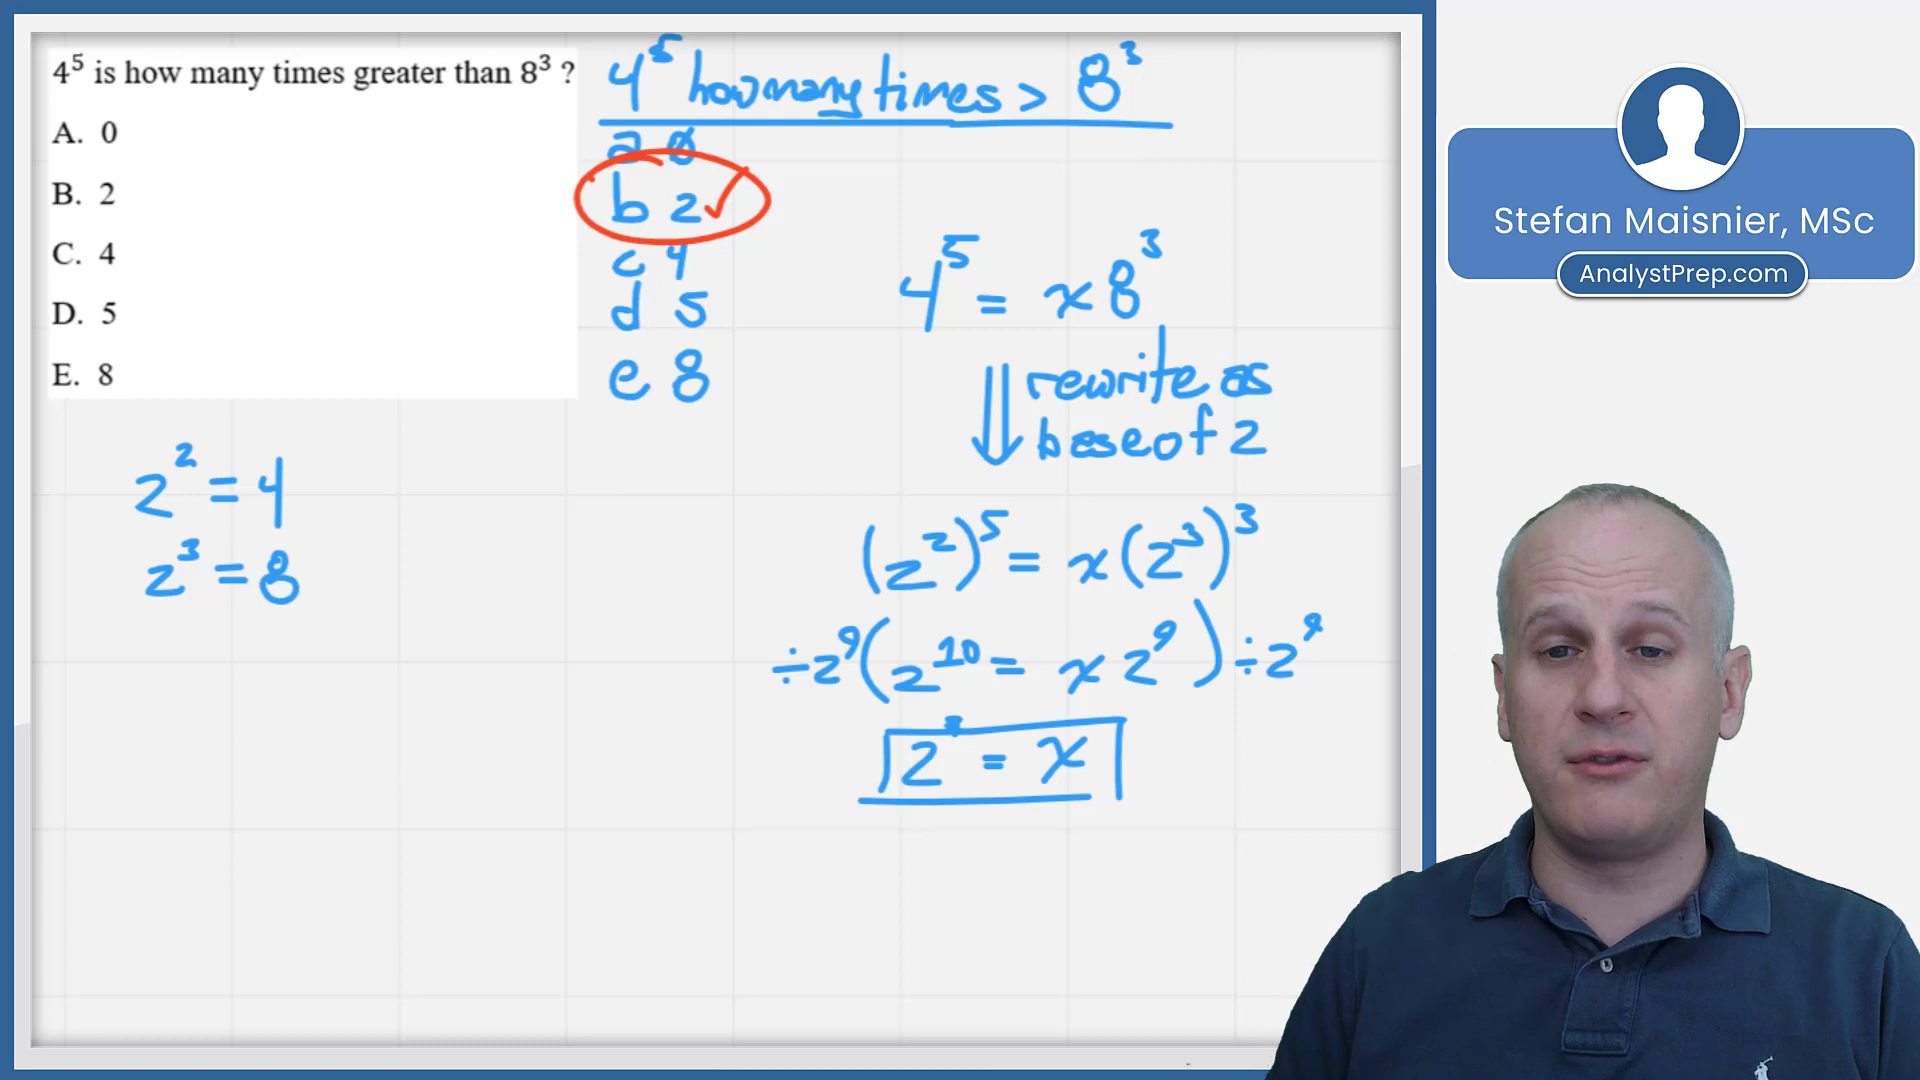 4⁵ is how many times greater than 8³ ?
A. 0
B. 2
C. 4
D. 5
E. 8
4⁵ how many times > 8³
a 0
b 2 ✓
c 4
d 5
e 8
2² = 4
2³ = 8
4⁵ = x 8³
rewrite as
base of 2
(2²)⁵ = x(2³)³
÷2⁹(2¹⁰ = x 2⁹)÷2⁹
2 = x
Stefan Maisnier, MSc
AnalystPrep.com